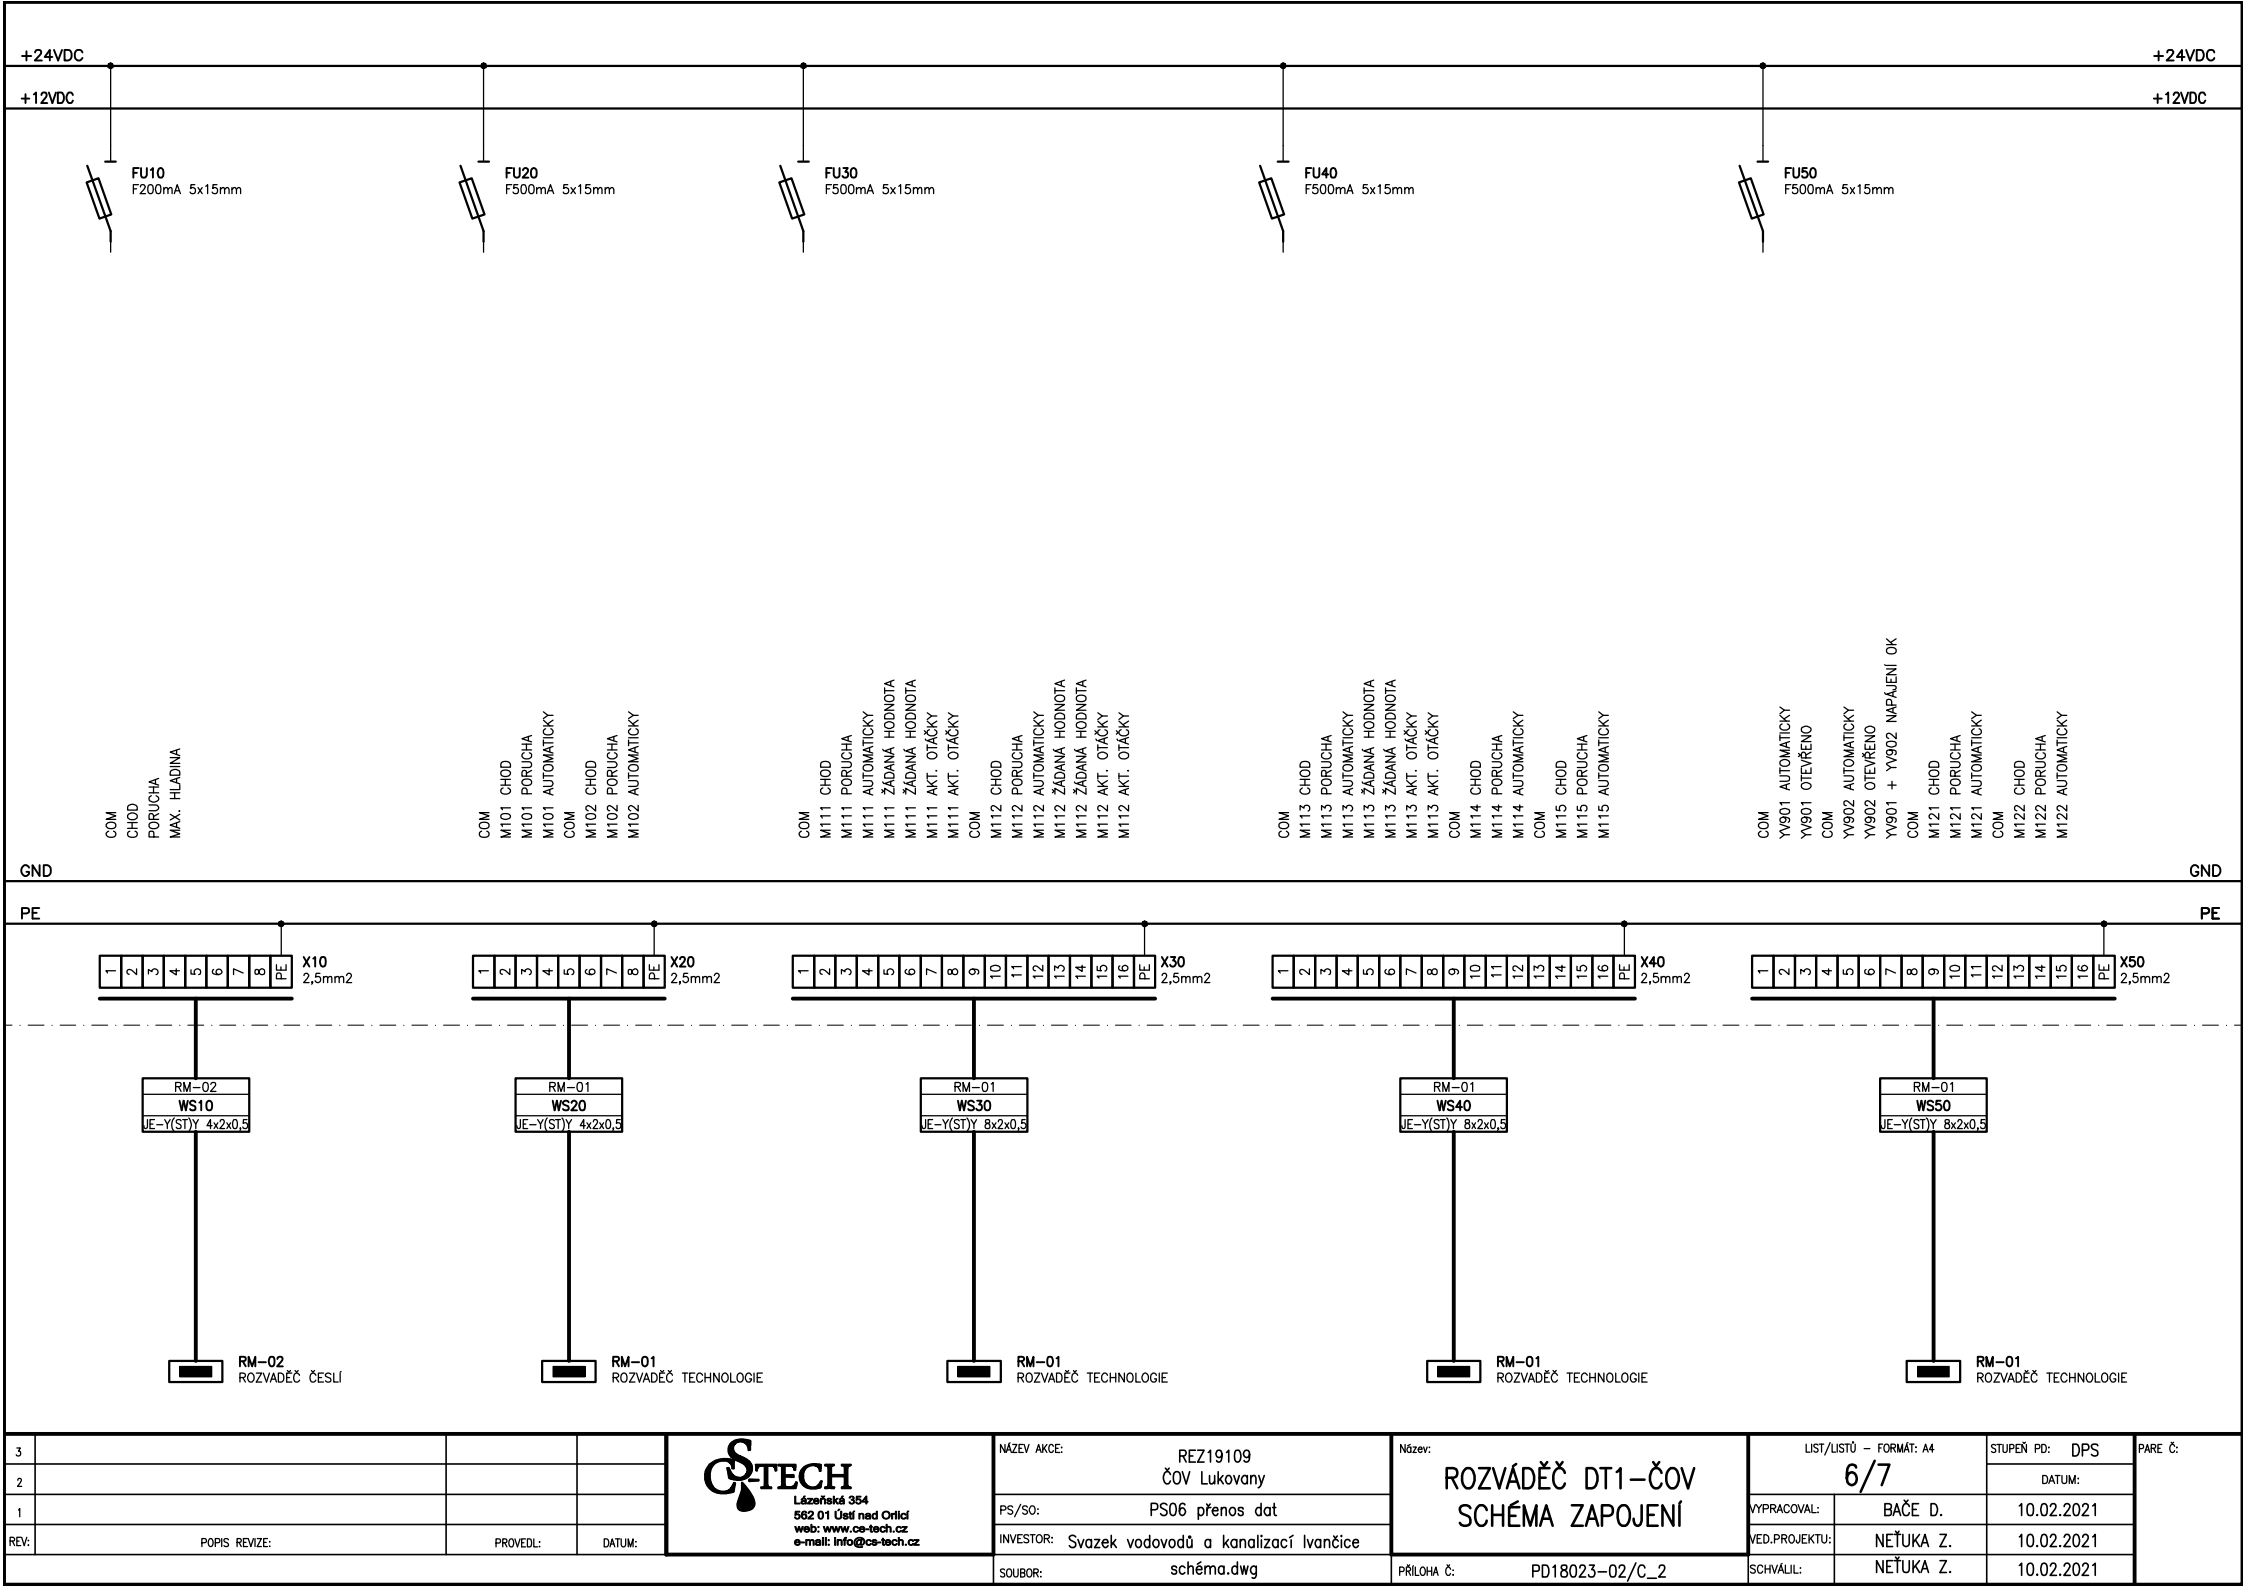 +24VDC +24VDC
+12VDC +12VDC
FU10
F200mA 5x15mm
FU20
F500mA 5x15mm
FU30
F500mA 5x15mm
FU40
F500mA 5x15mm
FU50
F500mA 5x15mm
COM
CHOD
PORUCHA
MAX. HLADINA
COM
M101 CHOD
M101 PORUCHA
M101 AUTOMATICKY
COM
M102 CHOD
M102 PORUCHA
M102 AUTOMATICKY
COM
M111 CHOD
M111 PORUCHA
M111 AUTOMATICKY
M111 ŽÁDANÁ HODNOTA
M111 ŽÁDANÁ HODNOTA
M111 AKT. OTÁČKY
M111 AKT. OTÁČKY
COM
M112 CHOD
M112 PORUCHA
M112 AUTOMATICKY
M112 ŽÁDANÁ HODNOTA
M112 ŽÁDANÁ HODNOTA
M112 AKT. OTÁČKY
M112 AKT. OTÁČKY
COM
M113 CHOD
M113 PORUCHA
M113 AUTOMATICKY
M113 ŽÁDANÁ HODNOTA
M113 ŽÁDANÁ HODNOTA
M113 AKT. OTÁČKY
M113 AKT. OTÁČKY
COM
M114 CHOD
M114 PORUCHA
M114 AUTOMATICKY
COM
M115 CHOD
M115 PORUCHA
M115 AUTOMATICKY
COM
YV901 AUTOMATICKY
YV901 OTEVŘENO
COM
YV902 AUTOMATICKY
YV902 OTEVŘENO
YV901 + YV902 NAPÁJENÍ OK
COM
M121 CHOD
M121 PORUCHA
M121 AUTOMATICKY
COM
M122 CHOD
M122 PORUCHA
M122 AUTOMATICKY
GND GND
PE PE
1 2 3 4 5 6 7 8 PE
X10
2,5mm2
1 2 3 4 5 6 7 8 PE
X20
2,5mm2
1 2 3 4 5 6 7 8 9 10 11 12 13 14 15 16 PE
X30
2,5mm2
1 2 3 4 5 6 7 8 9 10 11 12 13 14 15 16 PE
X40
2,5mm2
1 2 3 4 5 6 7 8 9 10 11 12 13 14 15 16 PE
X50
2,5mm2
RM-02
WS10
JE-Y(ST)Y 4x2x0,5
RM-01
WS20
JE-Y(ST)Y 4x2x0,5
RM-01
WS30
JE-Y(ST)Y 8x2x0,5
RM-01
WS40
JE-Y(ST)Y 8x2x0,5
RM-01
WS50
JE-Y(ST)Y 8x2x0,5
RM-02
ROZVADĚČ ČESLÍ
RM-01
ROZVADĚČ TECHNOLOGIE
RM-01
ROZVADĚČ TECHNOLOGIE
RM-01
ROZVADĚČ TECHNOLOGIE
RM-01
ROZVADĚČ TECHNOLOGIE
3
2
1
REV: POPIS REVIZE: PROVEDL: DATUM:
CS-TECH
Lázeňská 354
562 01 Ústí nad Orlicí
web: www.cs-tech.cz
e-mail: info@cs-tech.cz
NÁZEV AKCE: REZ19109
ČOV Lukovany
PS/SO: PS06 přenos dat
INVESTOR: Svazek vodovodů a kanalizací Ivančice
SOUBOR: schéma.dwg
Název:
ROZVÁDĚČ DT1-ČOV
SCHÉMA ZAPOJENÍ
PŘÍLOHA Č: PD18023-02/C_2
LIST/LISTŮ - FORMÁT: A4
6/7
STUPEŇ PD: DPS
DATUM:
VYPRACOVAL: BAČE D. 10.02.2021
VED.PROJEKTU: NEŤUKA Z. 10.02.2021
SCHVÁLIL: NEŤUKA Z. 10.02.2021
PARE Č: